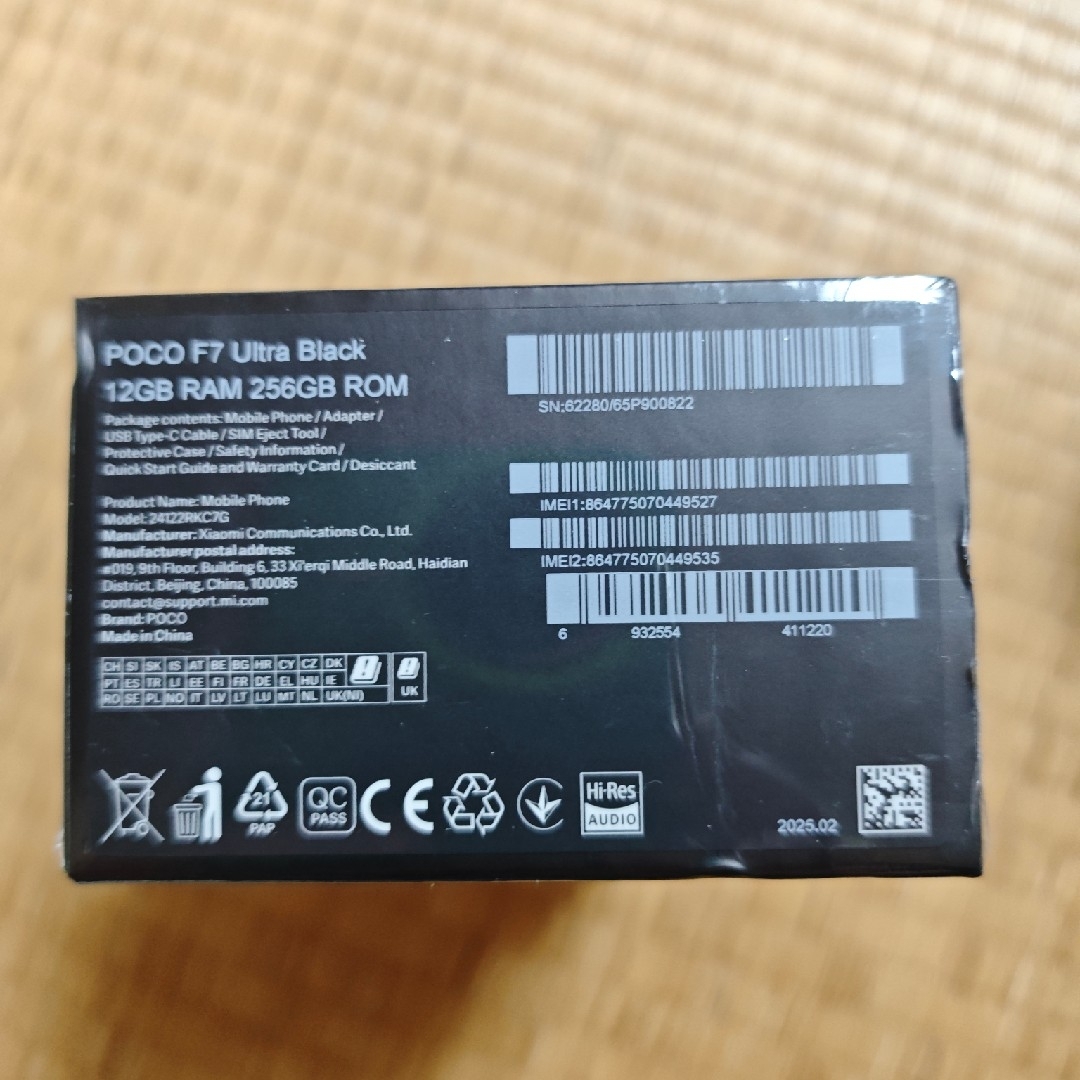 POCO F7 Ultra Black
12GB RAM 256GB ROM
Package contents: Mobile Phone / Adapter /
USB Type-C Cable / SIM Eject Tool /
Protective Case / Safety Information /
Quick Start Guide and Warranty Card / Desiccant
Product Name: Mobile Phone
Model: 24122RKC7G
Manufacturer: Xiaomi Communications Co., Ltd.
Manufacturer postal address:
#019, 9th Floor, Building 6, 33 Xi'erqi Middle Road, Haidian
District, Beijing, China, 100085
contact@support.mi.com
Brand: POCO
Made in China
CH SI SK IS AT BE BG HR CY CZ DK
PT ES TR LI EE FI FR DE EL HU IE
RO SE PL NO IT LV LT LU MT NL UK(NI)
UK
SN:62280/65P900822
IMEI1:864775070449527
IMEI2:864775070449535
6 932554 411220
21
PAP
QC
PASS
CE
Hi-Res
AUDIO
2025.02